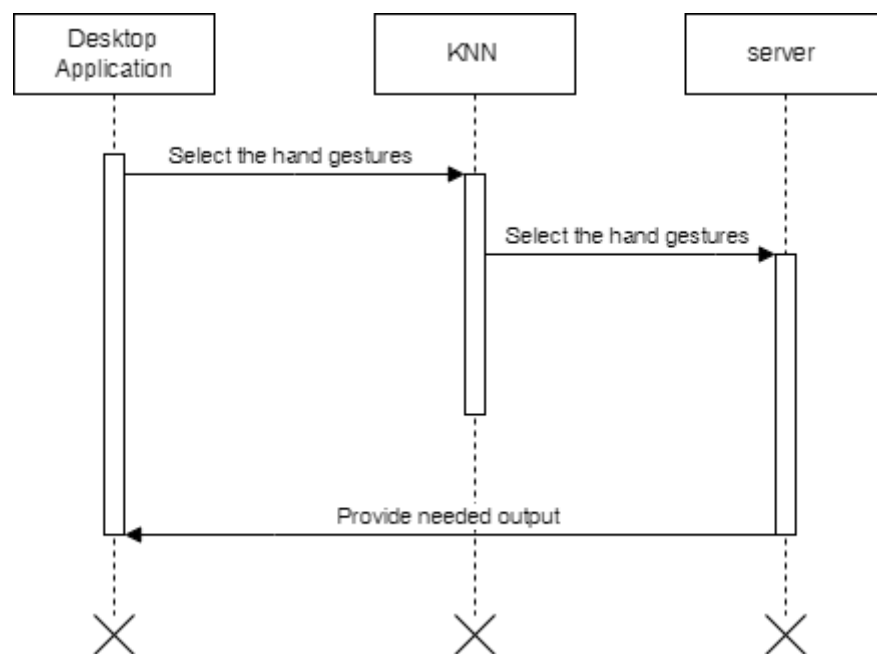 Desktop
Application
KNN
server
Select the hand gestures
Select the hand gestures
Provide needed output